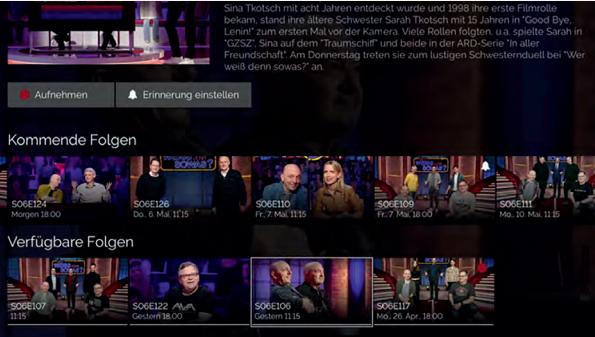 Sina Tkotsch mit acht Jahren entdeckt wurde und 1998 ihre erste Filmrolle
bekam, stand ihre ältere Schwester Sarah Tkotsch mit 15 Jahren in "Good Bye,
Lenin!" zum ersten Mal vor der Kamera. Viele Rollen folgten, u.a. spielte Sarah in
"GZSZ", Sina auf dem "Traumschiff" und beide in der ARD-Serie "In aller
Freundschaft". Am Donnerstag treten sie zum lustigen Schwesternduell bei "Wer
weiß denn sowas?" an.
Aufnehmen
Erinnerung einstellen
Kommende Folgen
SOWAS?
S06E124
Morgen 18:00
S06E126
Do., 6. Mai, 11:15
S06E110
Fr., 7. Mai, 11:15
S06E109
Fr., 7. Mai, 18:00
S06E111
Mo., 10. Mai, 11:15
Verfügbare Folgen
S06E107
11:15
S06E122
Gestern 18:00
S06E106
Gestern 11:15
S06E117
Mo., 26. Apr., 18:00